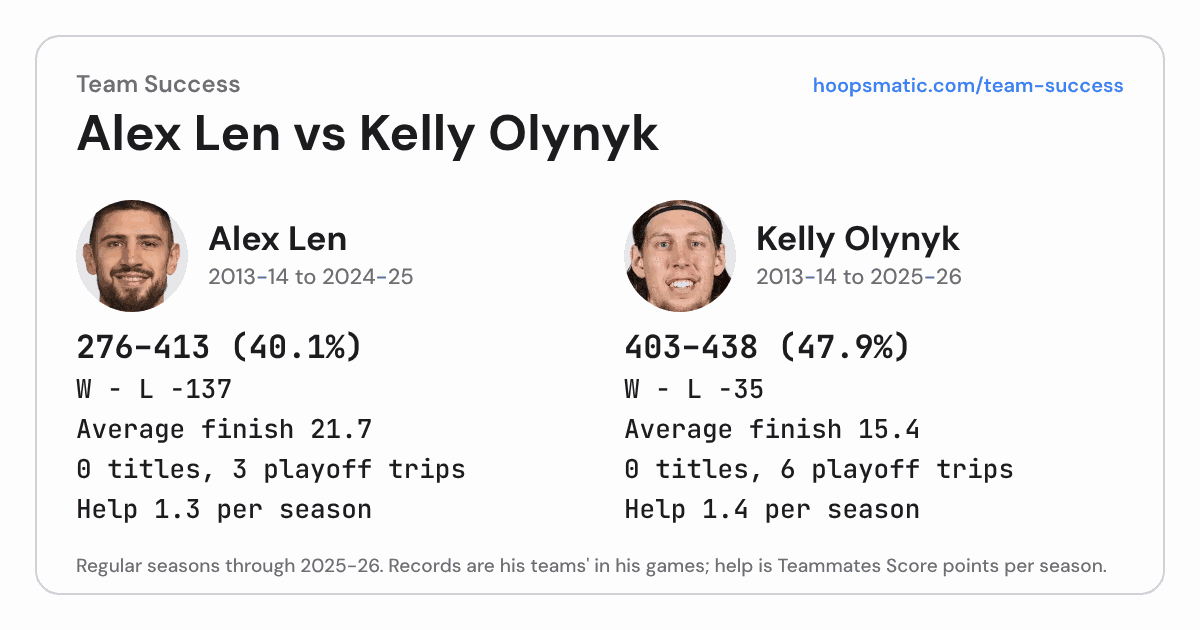 Team Success
hoopsmatic.com/team-success
Alex Len vs Kelly Olynyk
Alex Len
2013-14 to 2024-25
276-413 (40.1%)
W - L -137
Average finish 21.7
0 titles, 3 playoff trips
Help 1.3 per season
Kelly Olynyk
2013-14 to 2025-26
403-438 (47.9%)
W - L -35
Average finish 15.4
0 titles, 6 playoff trips
Help 1.4 per season
Regular seasons through 2025-26. Records are his teams' in his games; help is Teammates Score points per season.